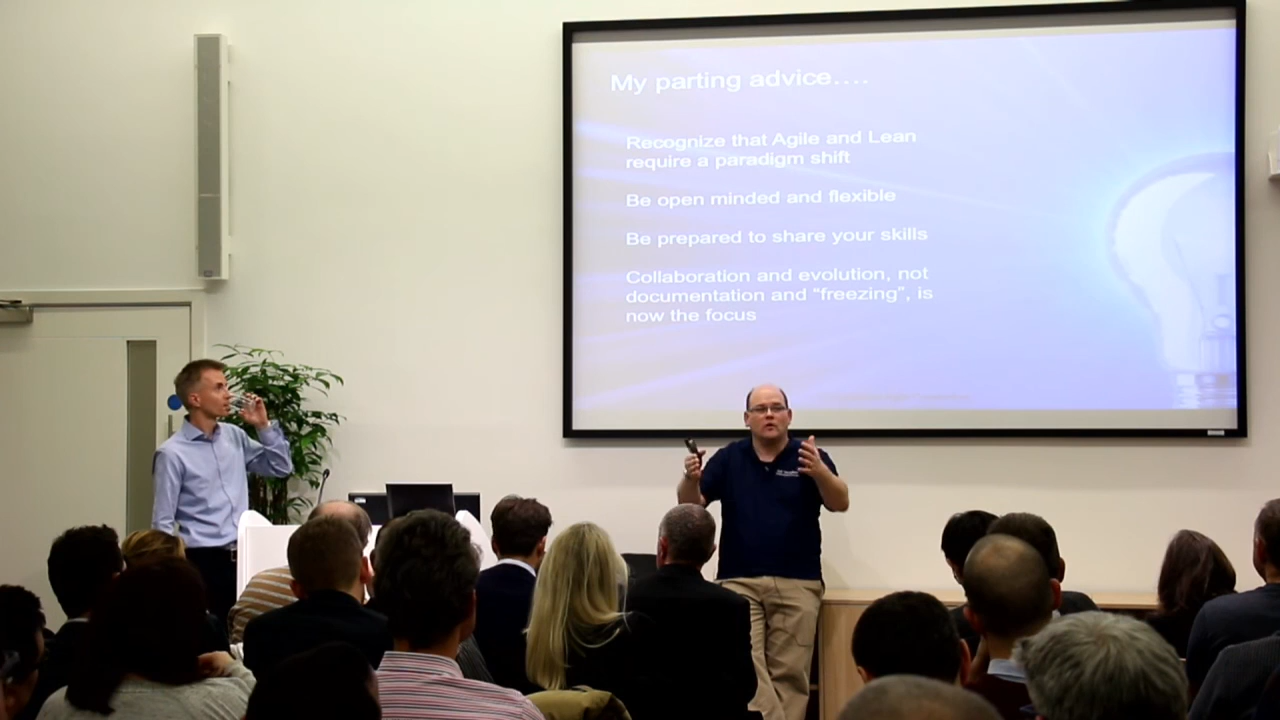 My parting advice....
Recognize that Agile and Lean
require a paradigm shift
Be open minded and flexible
Be prepared to share your skills
Collaboration and evolution, not
documentation and “freezing”, is
now the focus